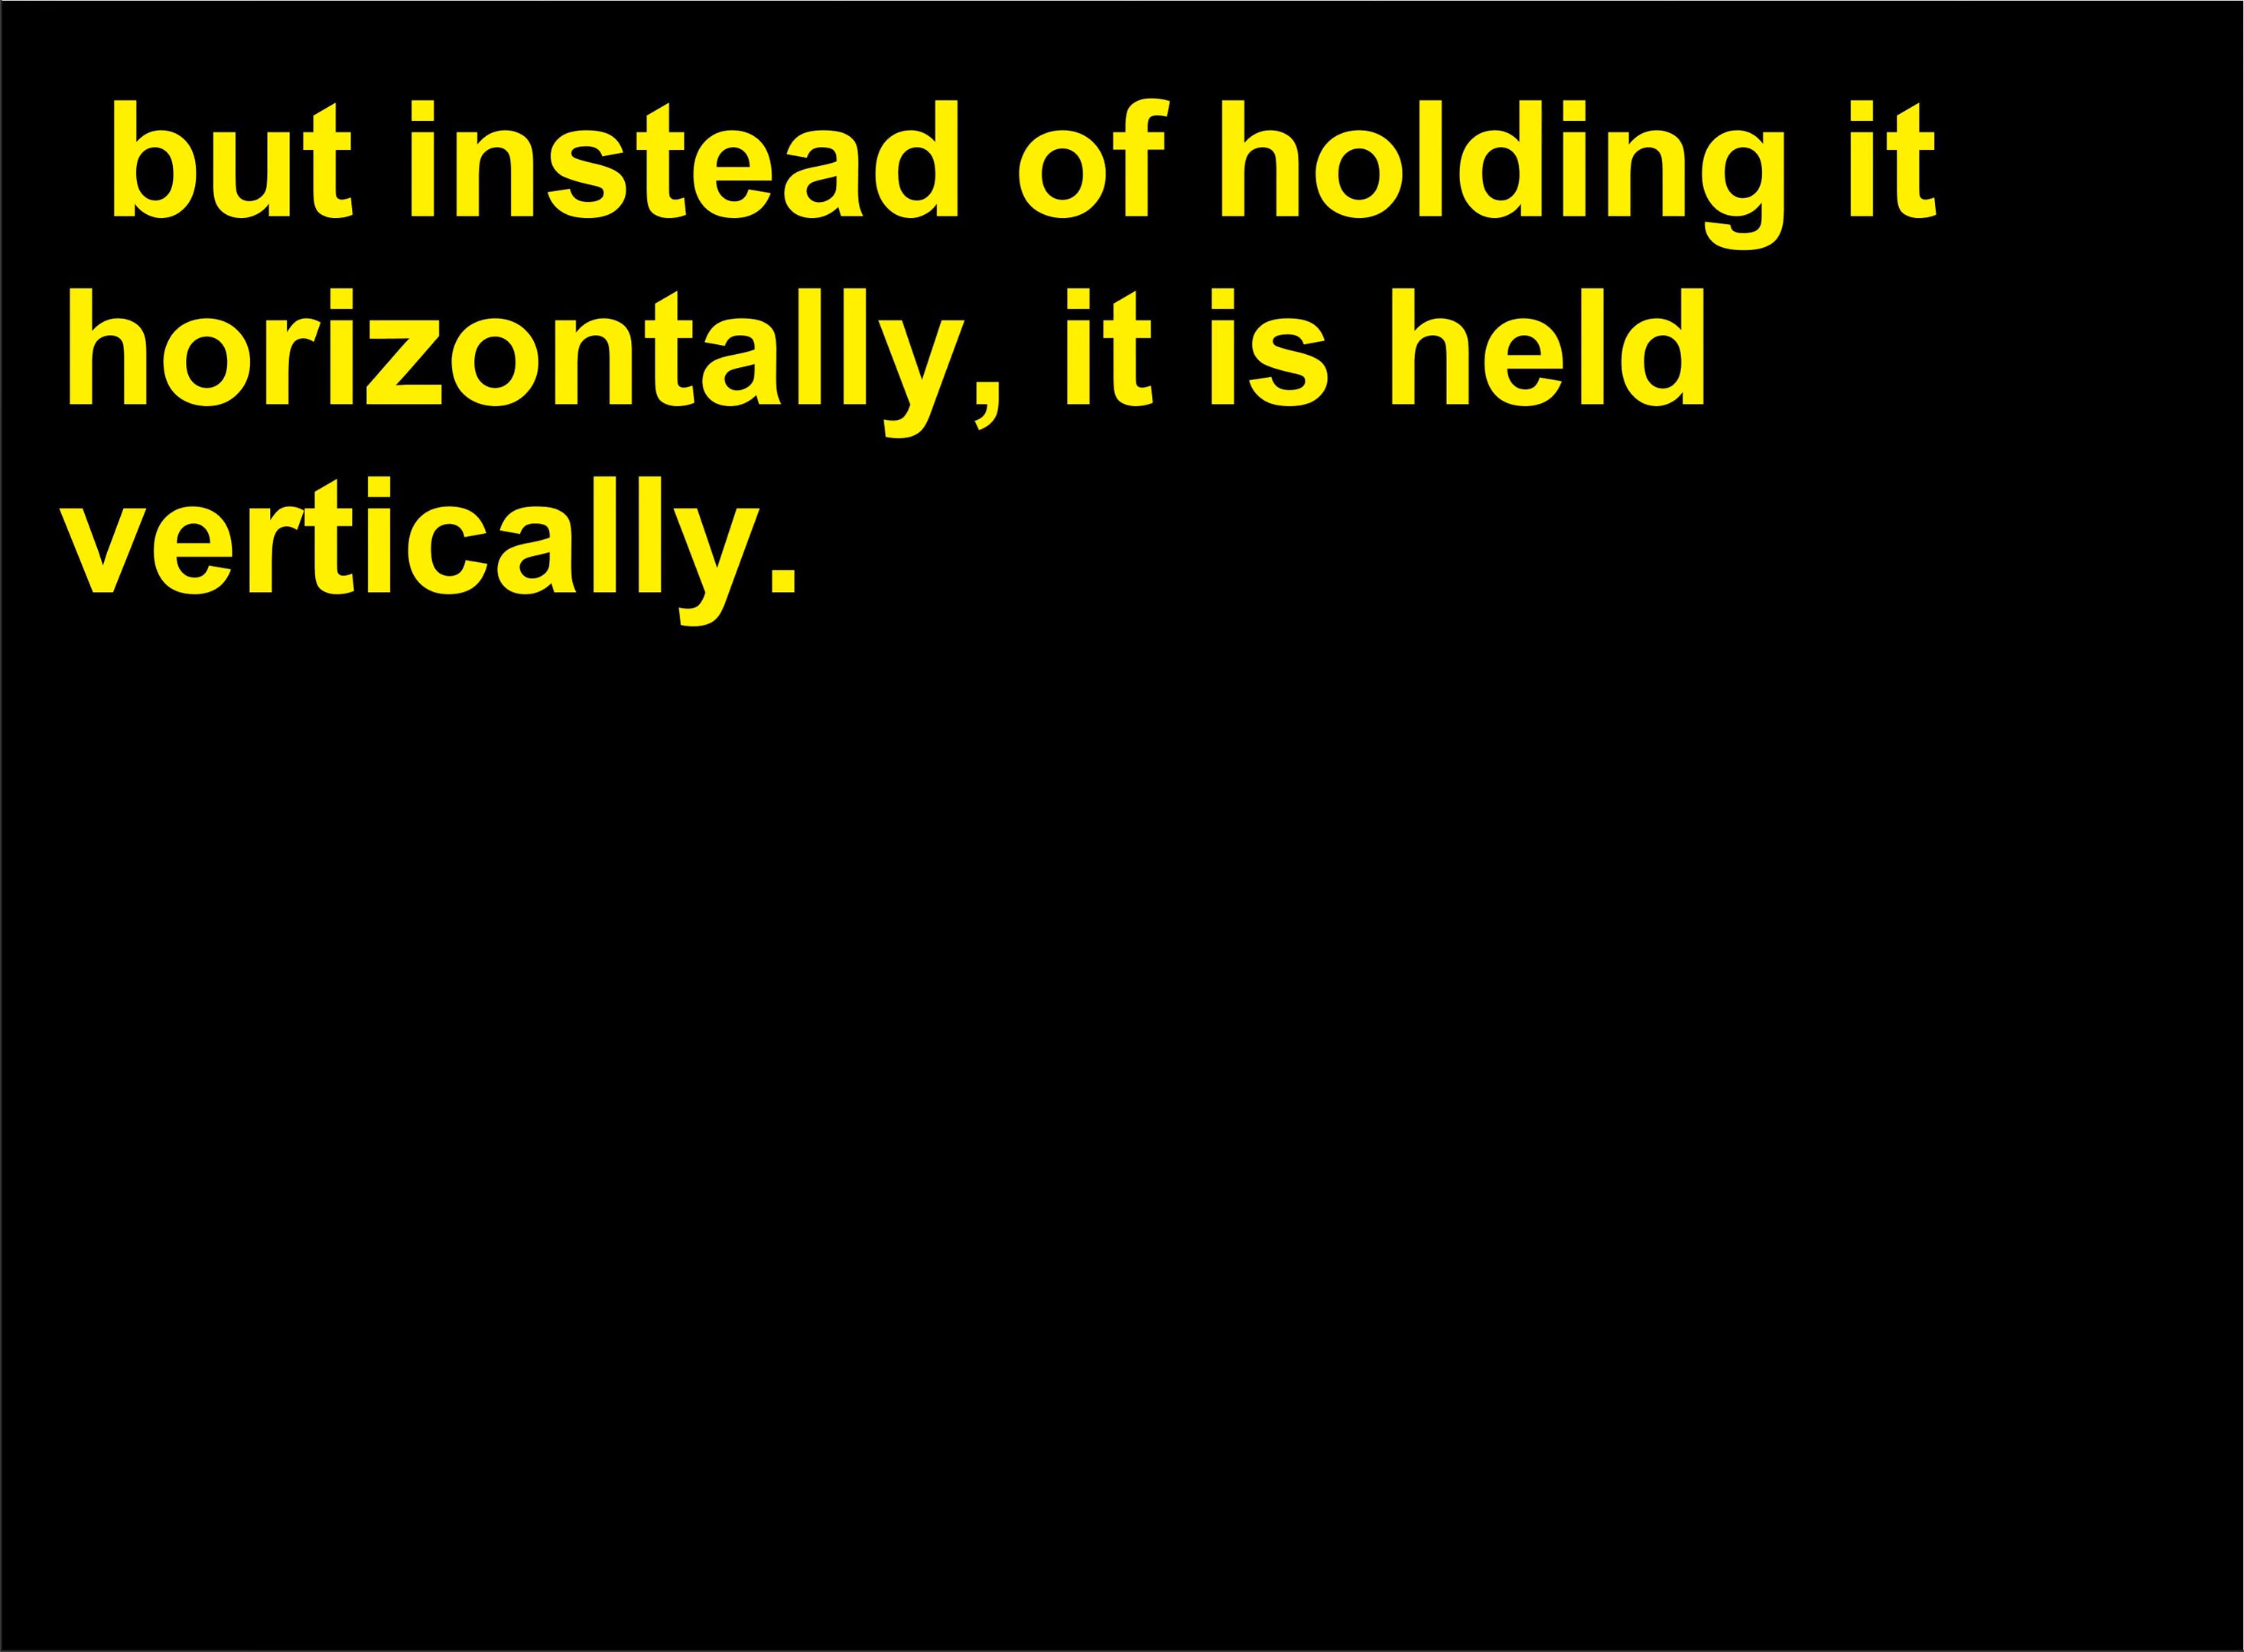 but instead of holding it
horizontally, it is held
vertically.